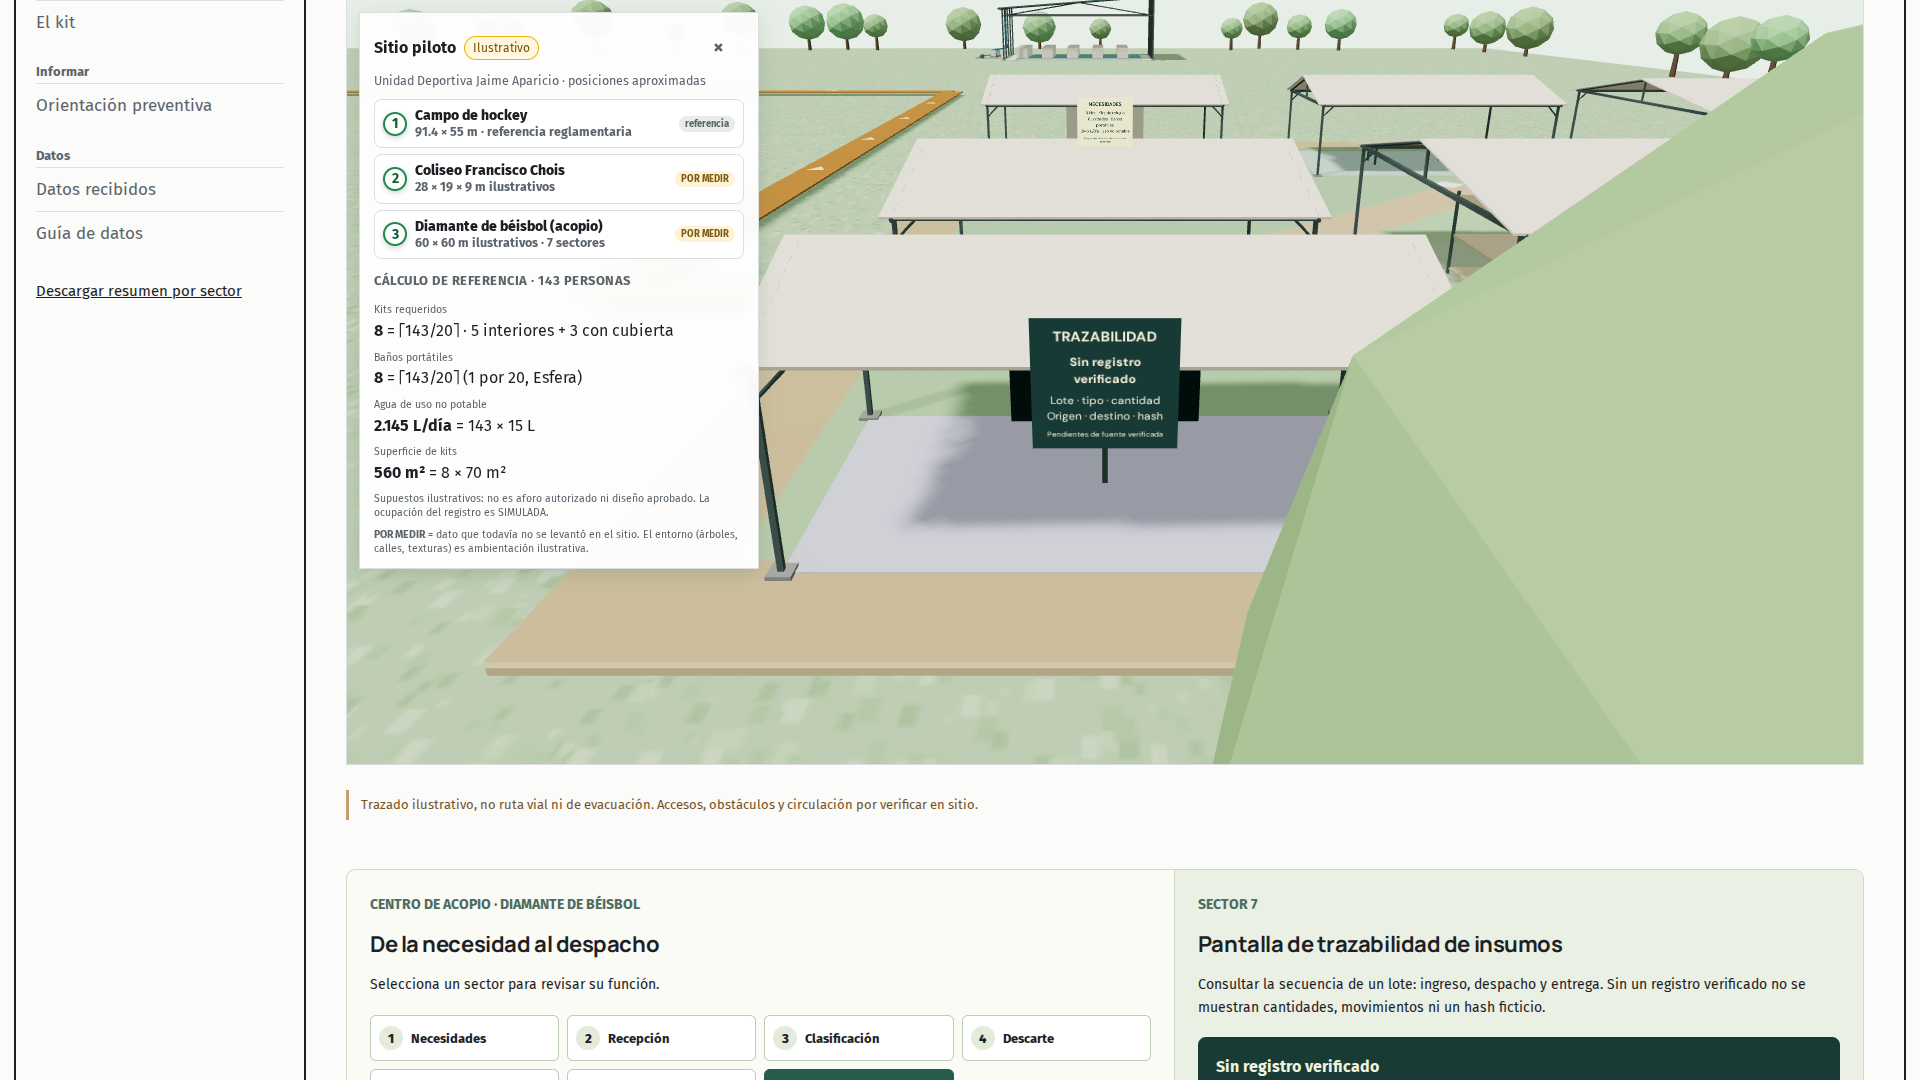 El kit
Informar
Orientación preventiva
Datos
Datos recibidos
Guía de datos
Descargar resumen por sector
Sitio piloto
Ilustrativo
×
Unidad Deportiva Jaime Aparicio · posiciones aproximadas
1
Campo de hockey
91.4 × 55 m · referencia reglamentaria
referencia
2
Coliseo Francisco Chois
28 × 19 × 9 m ilustrativos
POR MEDIR
3
Diamante de béisbol (acopio)
60 × 60 m ilustrativos · 7 sectores
POR MEDIR
CÁLCULO DE REFERENCIA · 143 PERSONAS
Kits requeridos
8 = ⌈143/20⌉ · 5 interiores + 3 con cubierta
Baños portátiles
8 = ⌈143/20⌉ (1 por 20, Esfera)
Agua de uso no potable
2.145 L/día = 143 × 15 L
Superficie de kits
560 m² = 8 × 70 m²
Supuestos ilustrativos: no es aforo autorizado ni diseño aprobado. La
ocupación del registro es SIMULADA.
POR MEDIR = dato que todavía no se levantó en el sitio. El entorno (árboles,
calles, texturas) es ambientación ilustrativa.
NECESIDADES
TRAZABILIDAD
Sin registro
verificado
Lote · tipo · cantidad
Origen · destino · hash
Pendientes de fuente verificada
Trazado ilustrativo, no ruta vial ni de evacuación. Accesos, obstáculos y circulación por verificar en sitio.
CENTRO DE ACOPIO · DIAMANTE DE BÉISBOL
De la necesidad al despacho
Selecciona un sector para revisar su función.
1 Necesidades
2 Recepción
3 Clasificación
4 Descarte
SECTOR 7
Pantalla de trazabilidad de insumos
Consultar la secuencia de un lote: ingreso, despacho y entrega. Sin un registro verificado no se
muestran cantidades, movimientos ni un hash ficticio.
Sin registro verificado